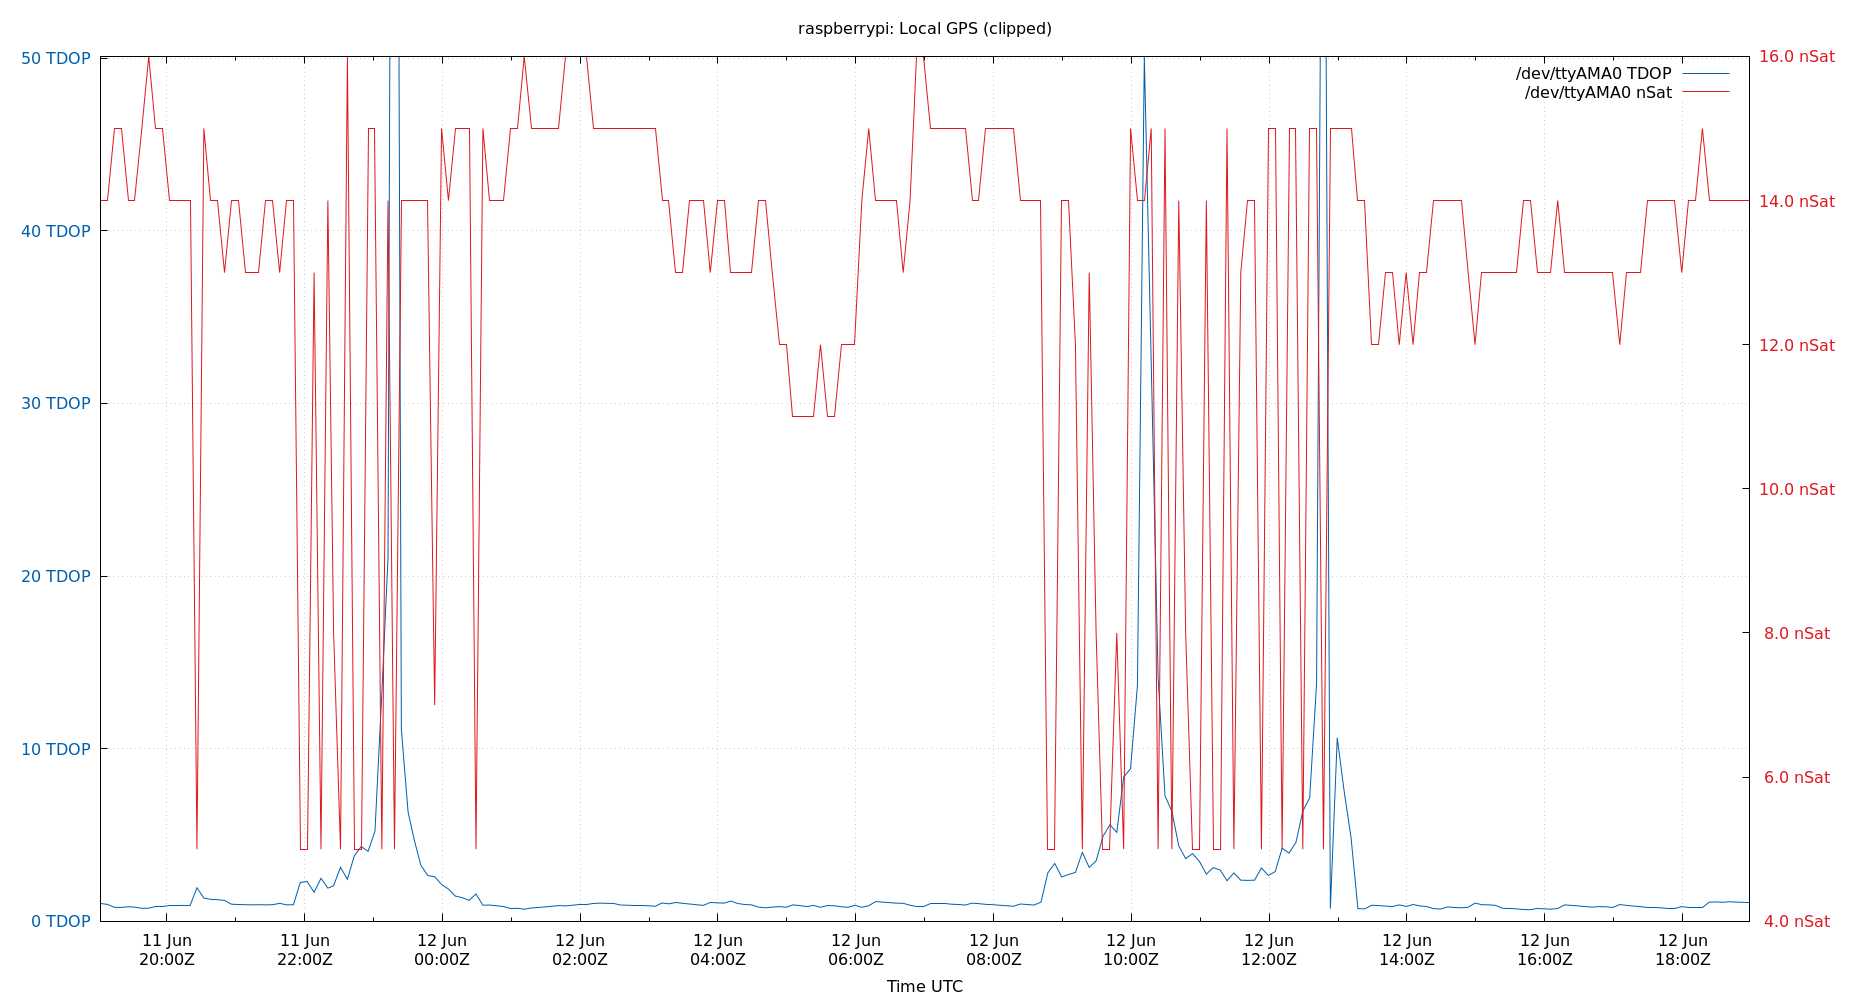 raspberrypi: Local GPS (clipped)
50 TDOP
40 TDOP
30 TDOP
20 TDOP
10 TDOP
0 TDOP
16.0 nSat
14.0 nSat
12.0 nSat
10.0 nSat
8.0 nSat
6.0 nSat
4.0 nSat
/dev/ttyAMA0 TDOP
/dev/ttyAMA0 nSat
11 Jun 11 Jun 12 Jun 12 Jun 12 Jun 12 Jun 12 Jun 12 Jun 12 Jun 12 Jun 12 Jun 12 Jun
20:00Z 22:00Z 00:00Z 02:00Z 04:00Z 06:00Z 08:00Z 10:00Z 12:00Z 14:00Z 16:00Z 18:00Z
Time UTC